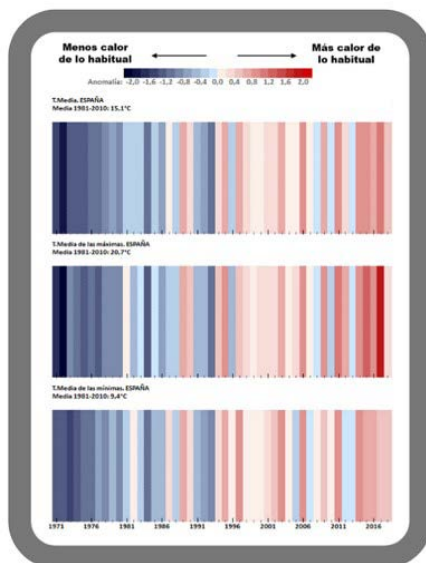 Menos calor
de lo habitual
Más calor de
lo habitual
Anomalía: -2,0 -1,6 -1,2 -0,8 -0,4 0,0 0,4 0,8 1,2 1,6 2,0
T.Media. ESPAÑA
Media 1981-2010: 15,1°C
T.Media de las máximas. ESPAÑA
Media 1981-2010: 20,7°C
T.Media de las mínimas. ESPAÑA
Media 1981-2010: 9,4°C
1971 1976 1981 1986 1991 1996 2001 2006 2011 2016